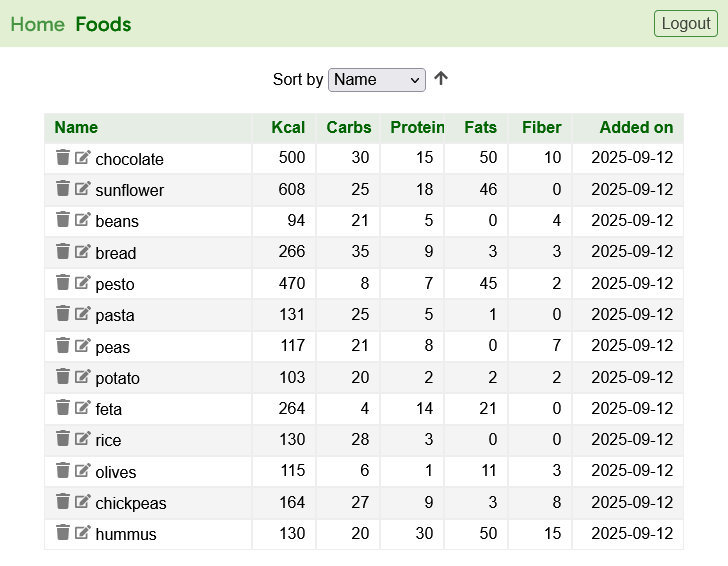 Home Foods Logout
Sort by Name
Name Kcal Carbs Protein Fats Fiber Added on
chocolate 500 30 15 50 10 2025-09-12
sunflower 608 25 18 46 0 2025-09-12
beans 94 21 5 0 4 2025-09-12
bread 266 35 9 3 3 2025-09-12
pesto 470 8 7 45 2 2025-09-12
pasta 131 25 5 1 0 2025-09-12
peas 117 21 8 0 7 2025-09-12
potato 103 20 2 2 2 2025-09-12
feta 264 4 14 21 0 2025-09-12
rice 130 28 3 0 0 2025-09-12
olives 115 6 1 11 3 2025-09-12
chickpeas 164 27 9 3 8 2025-09-12
hummus 130 20 30 50 15 2025-09-12